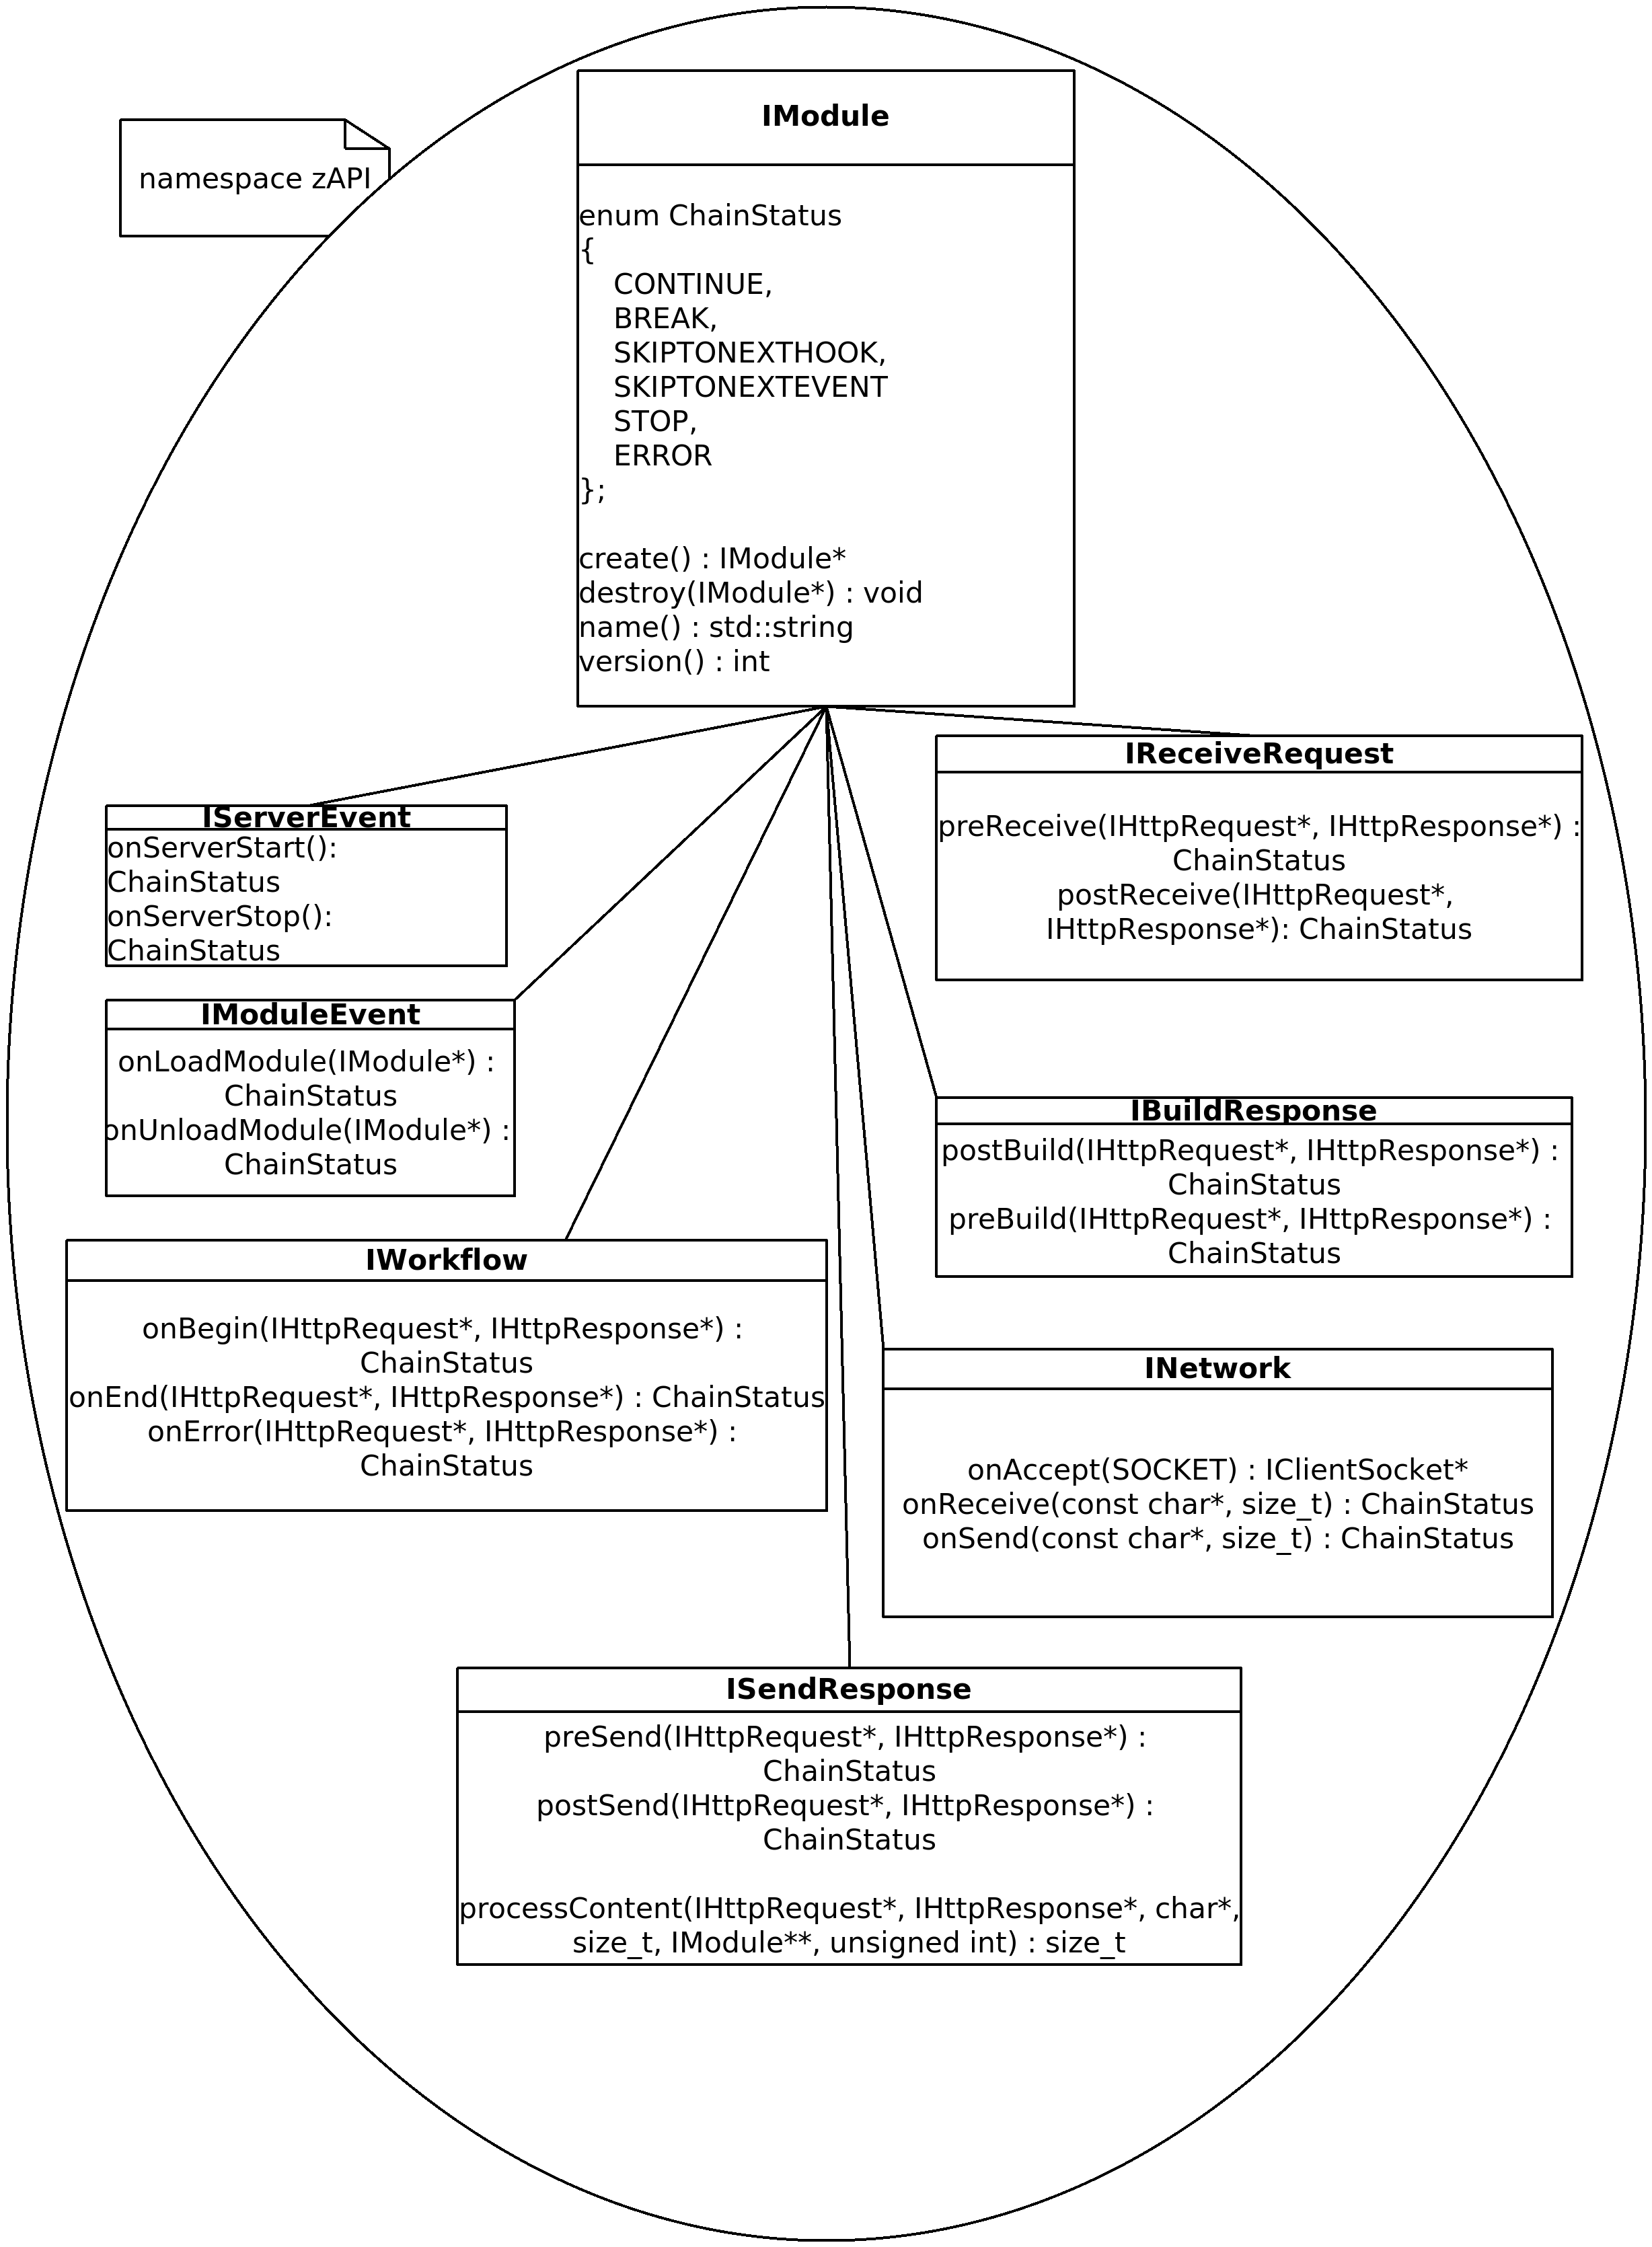 namespace zAPI
IModule
enum ChainStatus
{
CONTINUE,
BREAK,
SKIPTONEXTHOOK,
SKIPTONEXTEVENT
STOP,
ERROR
};
create() : IModule*
destroy(IModule*) : void
name() : std::string
version() : int
IReceiveRequest
preReceive(IHttpRequest*, IHttpResponse*) :
ChainStatus
postReceive(IHttpRequest*,
IHttpResponse*): ChainStatus
IServerEvent
onServerStart():
ChainStatus
onServerStop():
ChainStatus
IModuleEvent
onLoadModule(IModule*) :
ChainStatus
onUnloadModule(IModule*) :
ChainStatus
IBuildResponse
postBuild(IHttpRequest*, IHttpResponse*) :
ChainStatus
preBuild(IHttpRequest*, IHttpResponse*) :
ChainStatus
IWorkflow
onBegin(IHttpRequest*, IHttpResponse*) :
ChainStatus
onEnd(IHttpRequest*, IHttpResponse*) : ChainStatus
onError(IHttpRequest*, IHttpResponse*) :
ChainStatus
INetwork
onAccept(SOCKET) : IClientSocket*
onReceive(const char*, size_t) : ChainStatus
onSend(const char*, size_t) : ChainStatus
ISendResponse
preSend(IHttpRequest*, IHttpResponse*) :
ChainStatus
postSend(IHttpRequest*, IHttpResponse*) :
ChainStatus
processContent(IHttpRequest*, IHttpResponse*, char*,
size_t, IModule**, unsigned int) : size_t